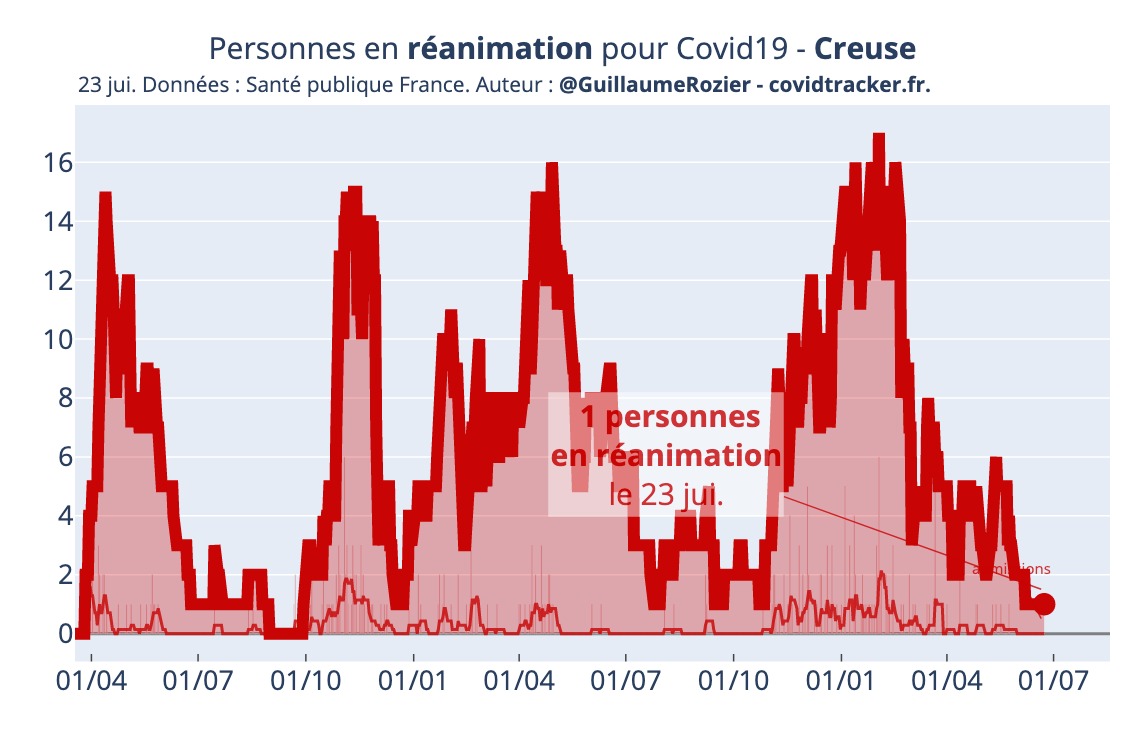 Personnes en réanimation pour Covid19 - Creuse
23 jui. Données : Santé publique France. Auteur : @GuillaumeRozier - covidtracker.fr.
16
14
12
10
8
6
4
2
0
1 personnes
en réanimation
le 23 jui.
admissions
01/04 01/07 01/10 01/01 01/04 01/07 01/10 01/01 01/04 01/07